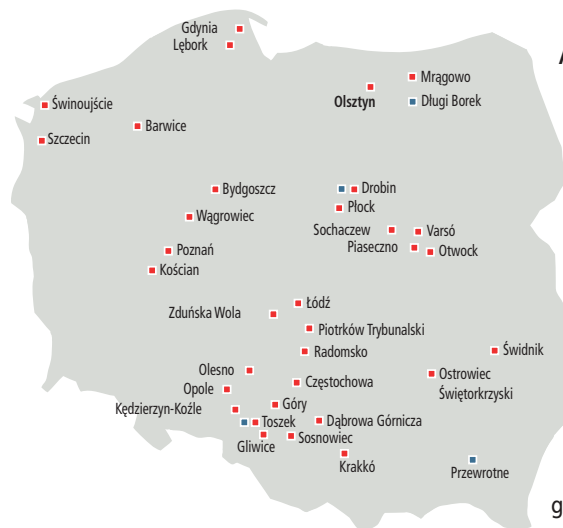 Gdynia
Lębork
A
Mrągowo
Olsztyn
Świnoujście
Długi Borek
Barwice
Szczecin
Bydgoszcz
Drobin
Płock
Wągrowiec
Sochaczew
Varsó
Piaseczno
Otwock
Poznań
Kościan
Łódź
Zduńska Wola
Piotrków Trybunalski
Radomsko
Świdnik
Olesno
Ostrowiec
Świętorkrzyski
Częstochowa
Opole
Góry
Kędzierzyn-Koźle
Toszek
Dąbrowa Górnicza
Gliwice
Sosnowiec
Krakkó
Przewrotne
g